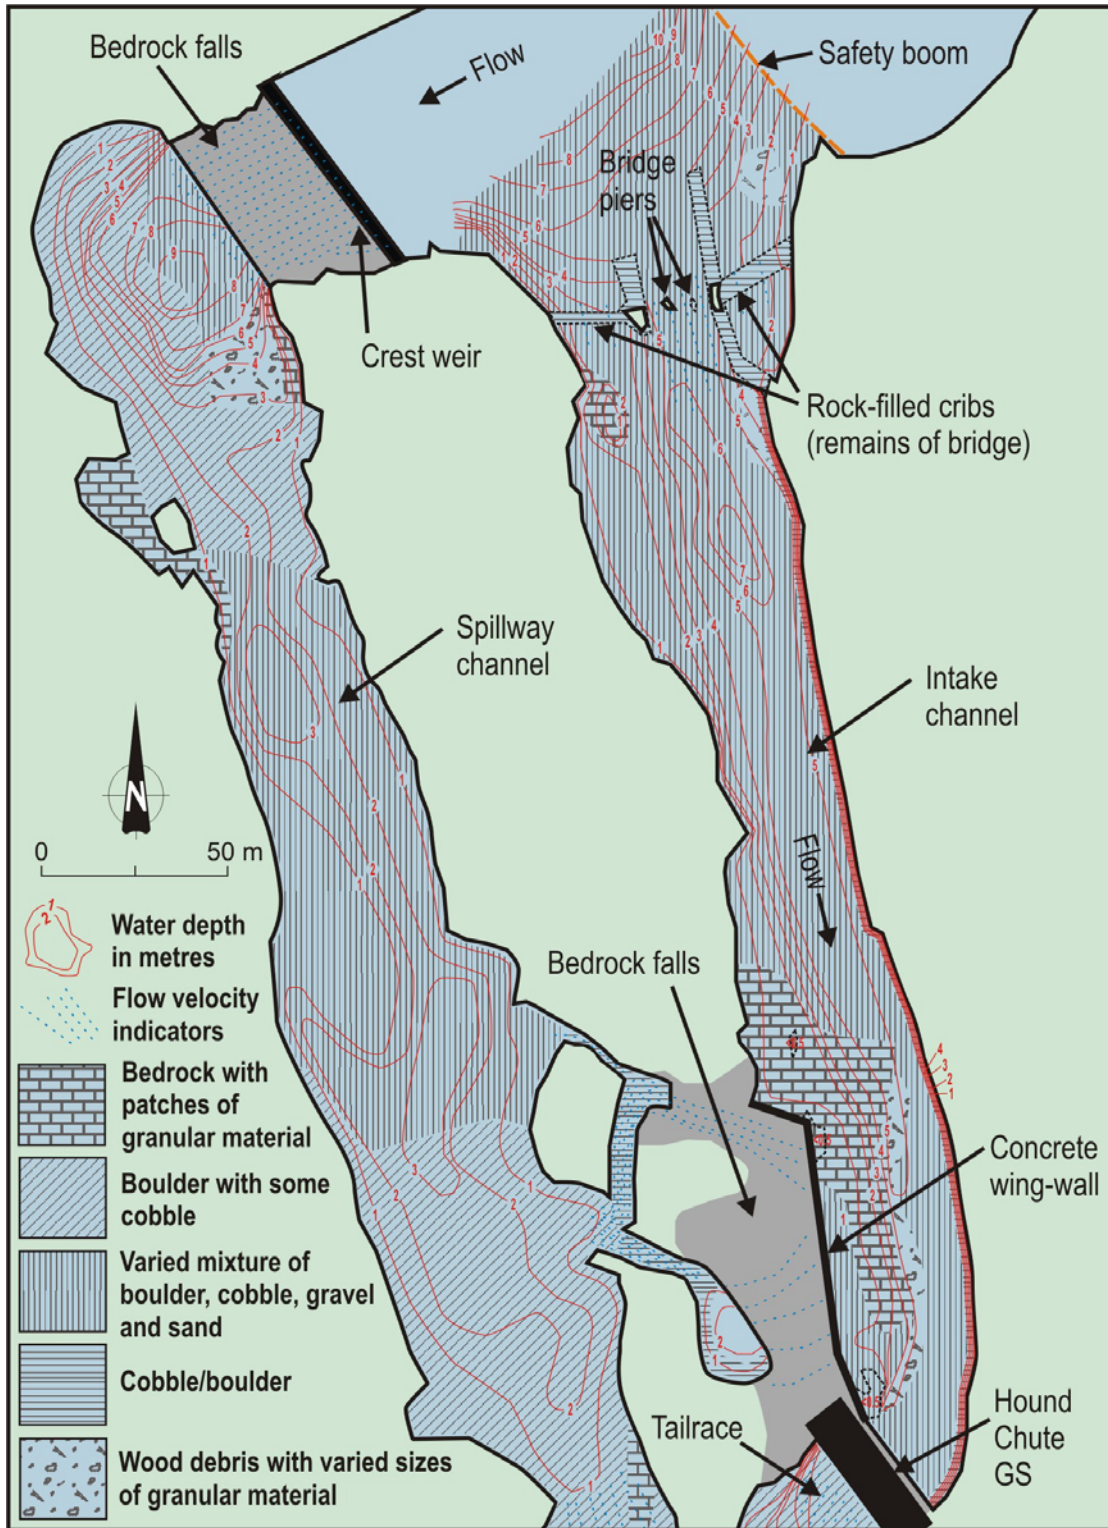 Bedrock falls
Flow
Safety boom
Bridge
piers
Crest weir
Rock-filled cribs
(remains of bridge)
Spillway
channel
Intake
channel
N
0 50 m
Flow
Water depth
in metres
Flow velocity
indicators
Bedrock falls
Bedrock with
patches of
granular material
Concrete
wing-wall
Boulder with some
cobble
Varied mixture of
boulder, cobble, gravel
and sand
Cobble/boulder
Tailrace
Hound
Chute
GS
Wood debris with varied sizes
of granular material